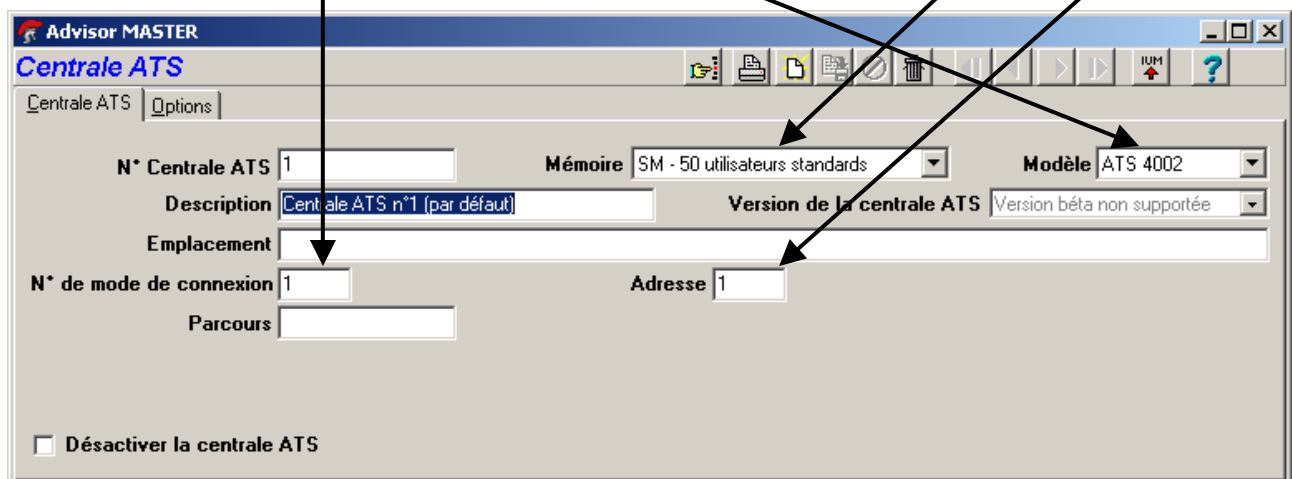 Advisor MASTER
Centrale ATS
IUM
?
Centrale ATS Options
N° Centrale ATS 1 Mémoire SM - 50 utilisateurs standards Modèle ATS 4002
Description Centrale ATS n°1 (par défaut) Version de la centrale ATS Version béta non supportée
Emplacement
N° de mode de connexion 1 Adresse 1
Parcours
Désactiver la centrale ATS